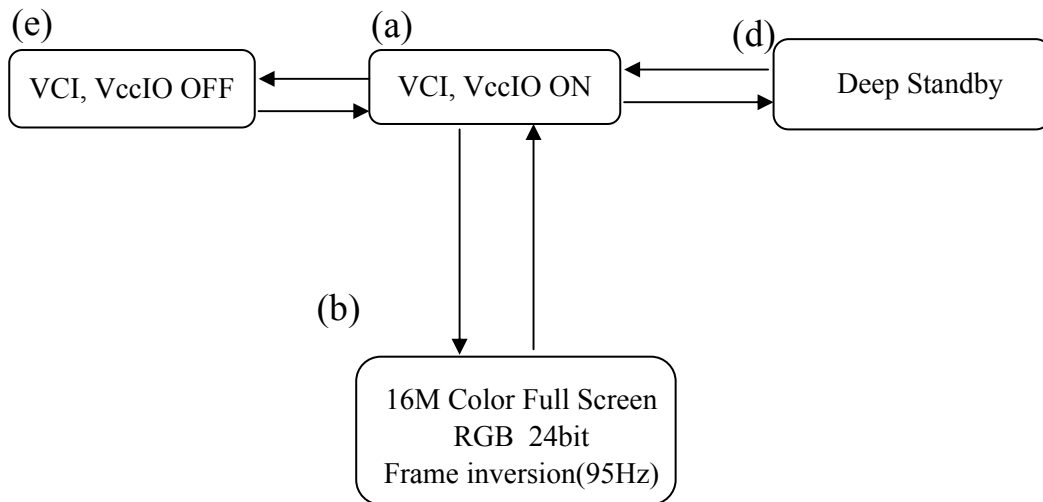 (e)
VCI, VccIO OFF
(a)
VCI, VccIO ON
(d)
Deep Standby
(b)
16M Color Full Screen
RGB 24bit
Frame inversion(95Hz)